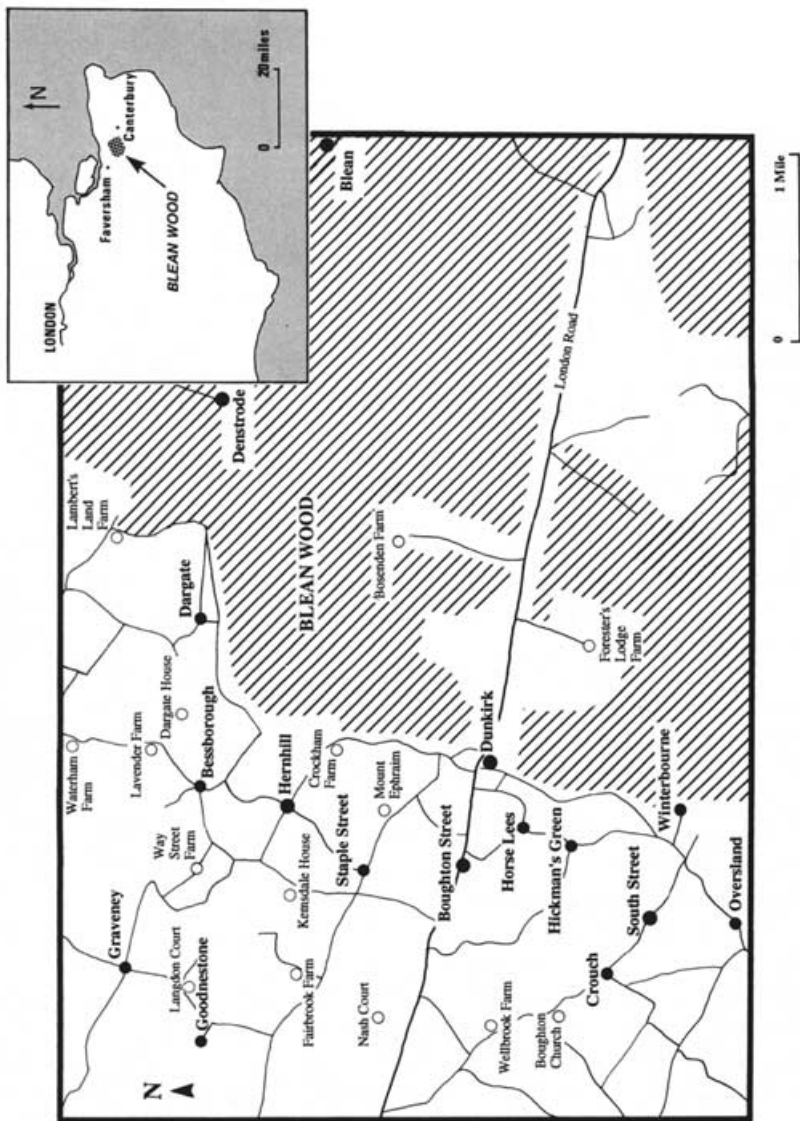 N
LONDON
Faversham
Canterbury
BLEAN WOOD
0
20miles
N
Graveney
Langdon Court
Goodnestone
Way
Street
Farm
Waterham
Farm
Lavender Farm
Dargate House
Bessborough
Dargate
Lambert's
Land
Farm
Denstrode
Blean
Hernhill
Kemsdale House
Fairbrook Farm
Crockham
Farm
Staple Street
Mount
Ephraim
Nash Court
BLEAN WOOD
Bosenden Farm
Boughton Street
Dunkirk
London Road
Wellbrook Farm
Horse Lees
Boughton
Church
Hickman's Green
Forester's
Lodge
Farm
Crouch
South Street
Winterbourne
Oversland
0
1 Mile